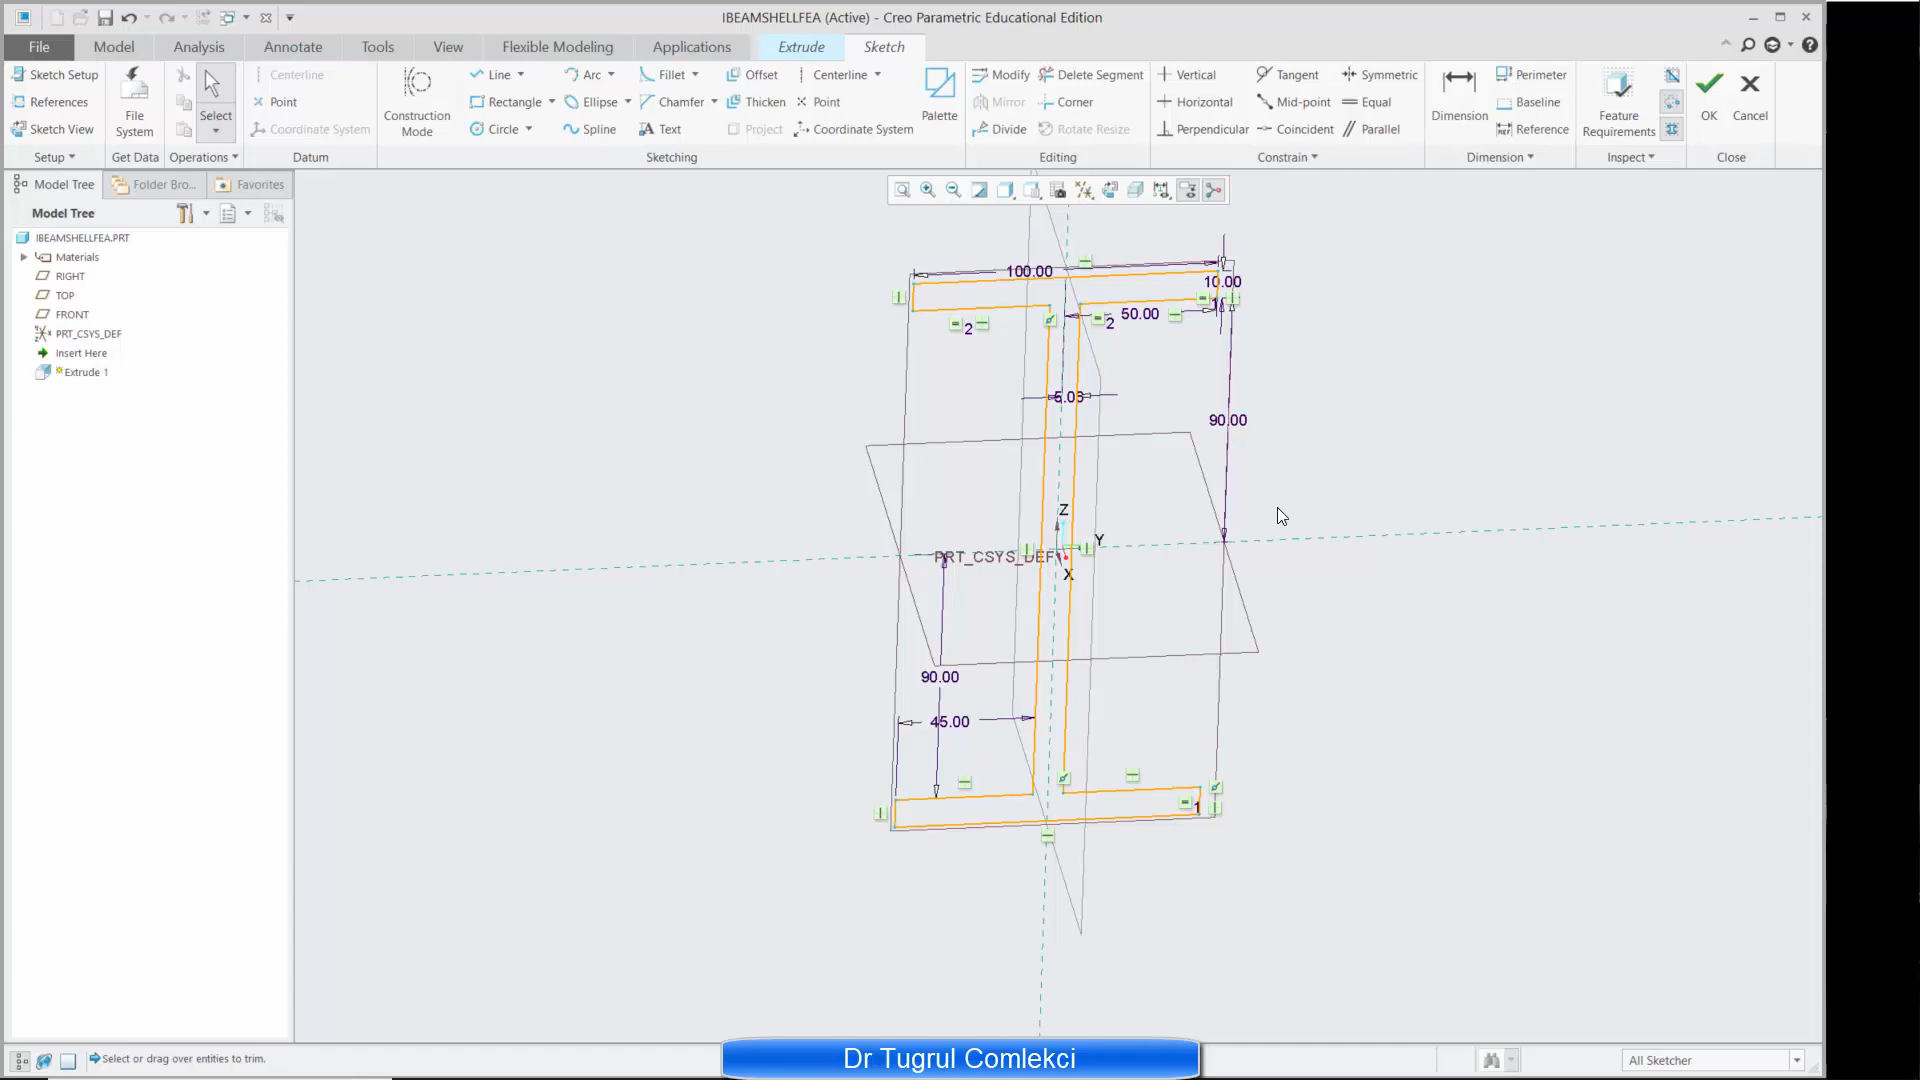 IBEAMSHELLFEA (Active) - Creo Parametric Educational Edition
File Model Analysis Annotate Tools View Flexible Modeling Applications Extrude Sketch
Sketch Setup Centerline Line Arc Fillet Offset Centerline Modify Delete Segment Vertical Tangent Symmetric Perimeter
References Point Rectangle Ellipse Chamfer Thicken Point Mirror Corner Horizontal Mid-point Equal Baseline
Sketch View Coordinate System Circle Spline Text Project Coordinate System Divide Rotate Resize Perpendicular Coincident Parallel Reference
File System Select Construction Mode Palette Dimension Feature Requirements OK Cancel
Setup Get Data Operations Datum Sketching Editing Constrain Dimension Inspect Close
Model Tree Folder Bro... Favorites
Model Tree
IBEAMSHELLFEA.PRT
Materials
RIGHT
TOP
FRONT
PRT_CSYS_DEF
Insert Here
Extrude 1
100.00
10.00
50.00
2
2
90.00
Z
Y
PRT_CSYS_DEF
X
90.00
45.00
1
Select or drag over entities to trim.
Dr Tugrul Comlekci
All Sketcher